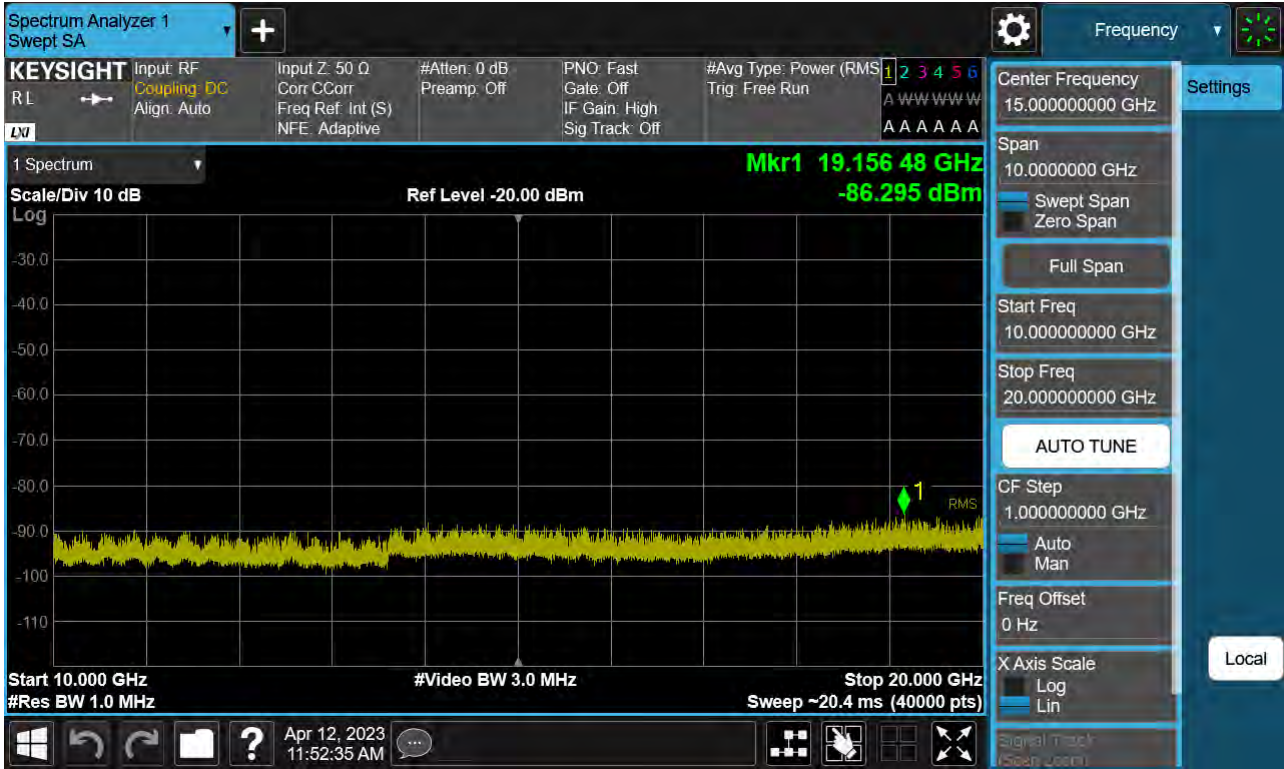 Spectrum Analyzer 1
Swept SA
Frequency
KEYSIGHT
R L
LXI
Input: RF
Coupling: DC
Align: Auto
Input Z: 50 Ω
Corr CCorr
Freq Ref: Int (S)
NFE: Adaptive
#Atten: 0 dB
Preamp: Off
PNO: Fast
Gate: Off
IF Gain: High
Sig Track: Off
#Avg Type: Power (RMS
Trig: Free Run
1 2 3 4 5 6
A W W W W W
A A A A A A
1 Spectrum
Scale/Div 10 dB
Ref Level -20.00 dBm
Mkr1 19.156 48 GHz
-86.295 dBm
Log
-30.0
-40.0
-50.0
-60.0
-70.0
-80.0
-90.0
-100
-110
1
RMS
Start 10.000 GHz
#Video BW 3.0 MHz
Stop 20.000 GHz
#Res BW 1.0 MHz
Sweep ~20.4 ms (40000 pts)
Center Frequency
15.000000000 GHz
Span
10.0000000 GHz
Swept Span
Zero Span
Full Span
Start Freq
10.000000000 GHz
Stop Freq
20.000000000 GHz
AUTO TUNE
CF Step
1.000000000 GHz
Auto
Man
Freq Offset
0 Hz
X Axis Scale
Log
Lin
Signal Track
(Span Zoom)
Settings
Local
Apr 12, 2023
11:52:35 AM